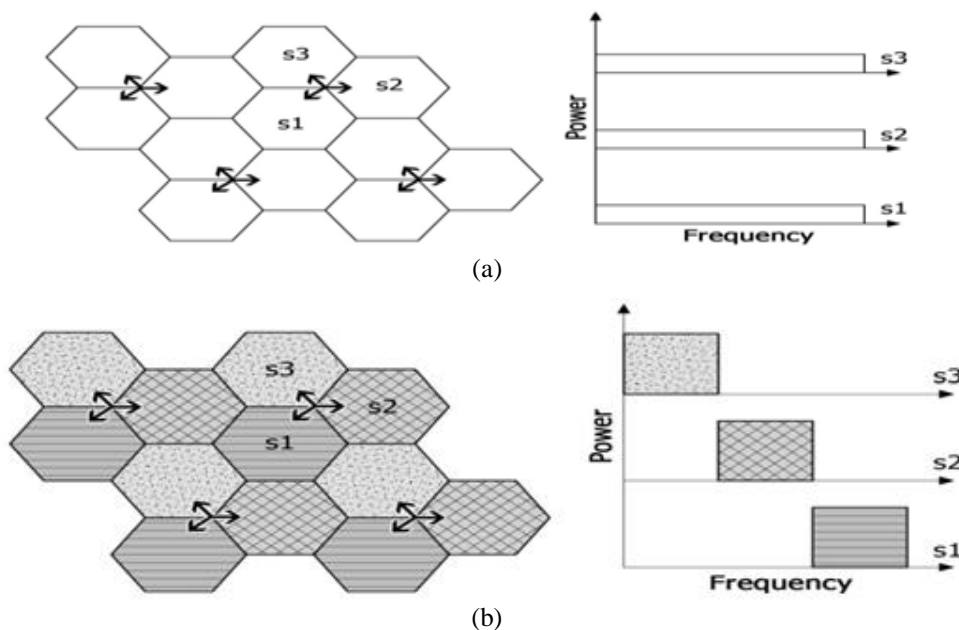 s3
s2
s1
Power
s3
s2
s1
Frequency
(a)
s3
s2
s1
Power
s3
s2
s1
Frequency
(b)